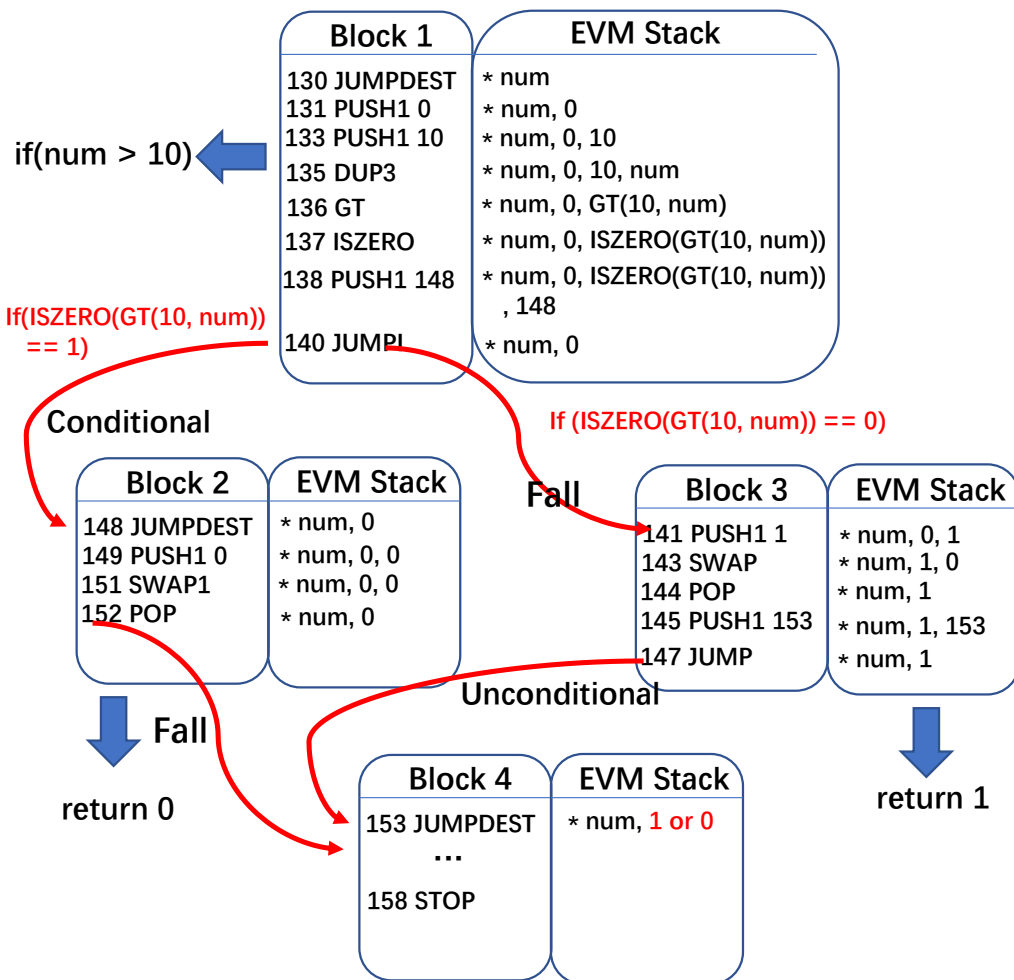 Block 1
EVM Stack
130 JUMPDEST
* num
131 PUSH1 0
* num, 0
133 PUSH1 10
* num, 0, 10
if(num > 10)
135 DUP3
* num, 0, 10, num
136 GT
* num, 0, GT(10, num)
137 ISZERO
* num, 0, ISZERO(GT(10, num))
138 PUSH1 148
* num, 0, ISZERO(GT(10, num))
, 148
If(ISZERO(GT(10, num))
== 1)
140 JUMPI
* num, 0
Conditional
If (ISZERO(GT(10, num)) == 0)
Fall
Block 2
EVM Stack
148 JUMPDEST
* num, 0
149 PUSH1 0
* num, 0, 0
151 SWAP1
* num, 0, 0
152 POP
* num, 0
Block 3
EVM Stack
141 PUSH1 1
* num, 0, 1
143 SWAP
* num, 1, 0
144 POP
* num, 1
145 PUSH1 153
* num, 1, 153
147 JUMP
* num, 1
Unconditional
Fall
return 0
return 1
Block 4
EVM Stack
153 JUMPDEST
* num, 1 or 0
...
158 STOP